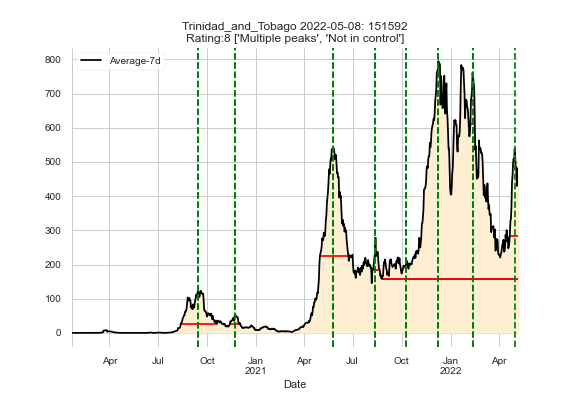 Trinidad_and_Tobago 2022-05-08: 151592
Rating:8 ['Multiple peaks', 'Not in control']
Average-7d
800
700
600
500
400
300
200
100
0
Apr Jul Oct Jan Apr Jul Oct Jan Apr
2021 2022
Date